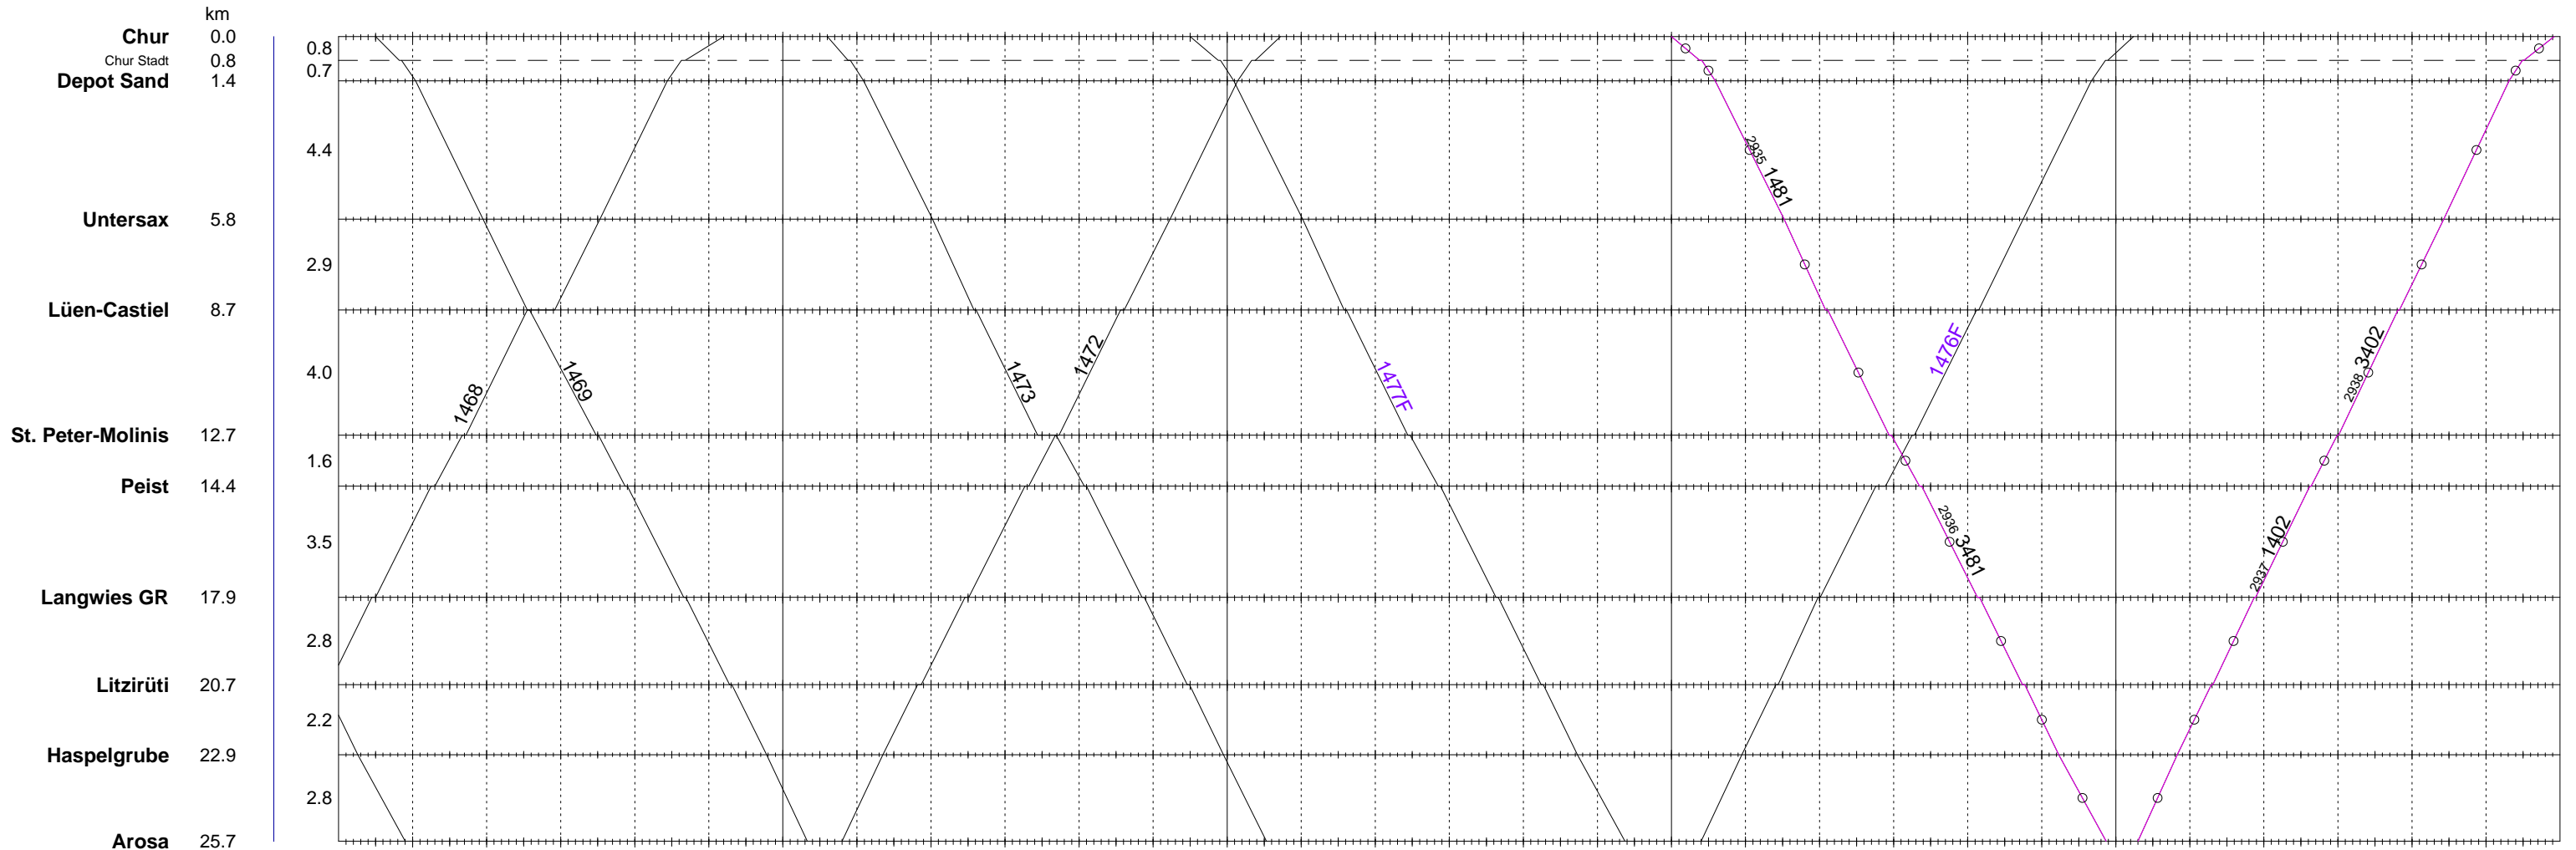 km
Chur 0.0
0.8
Chur Stadt 0.8
0.7
Depot Sand 1.4
4.4
2935 1481
Untersax 5.8
2.9
Lüen-Castiel 8.7
4.0
1468
1469
1473
1472
1477F
1476F
2938 3402
St. Peter-Molinis 12.7
1.6
Peist 14.4
3.5
2936 3481
2937 1402
Langwies GR 17.9
2.8
Litzirüti 20.7
2.2
Haspelgrube 22.9
2.8
Arosa 25.7